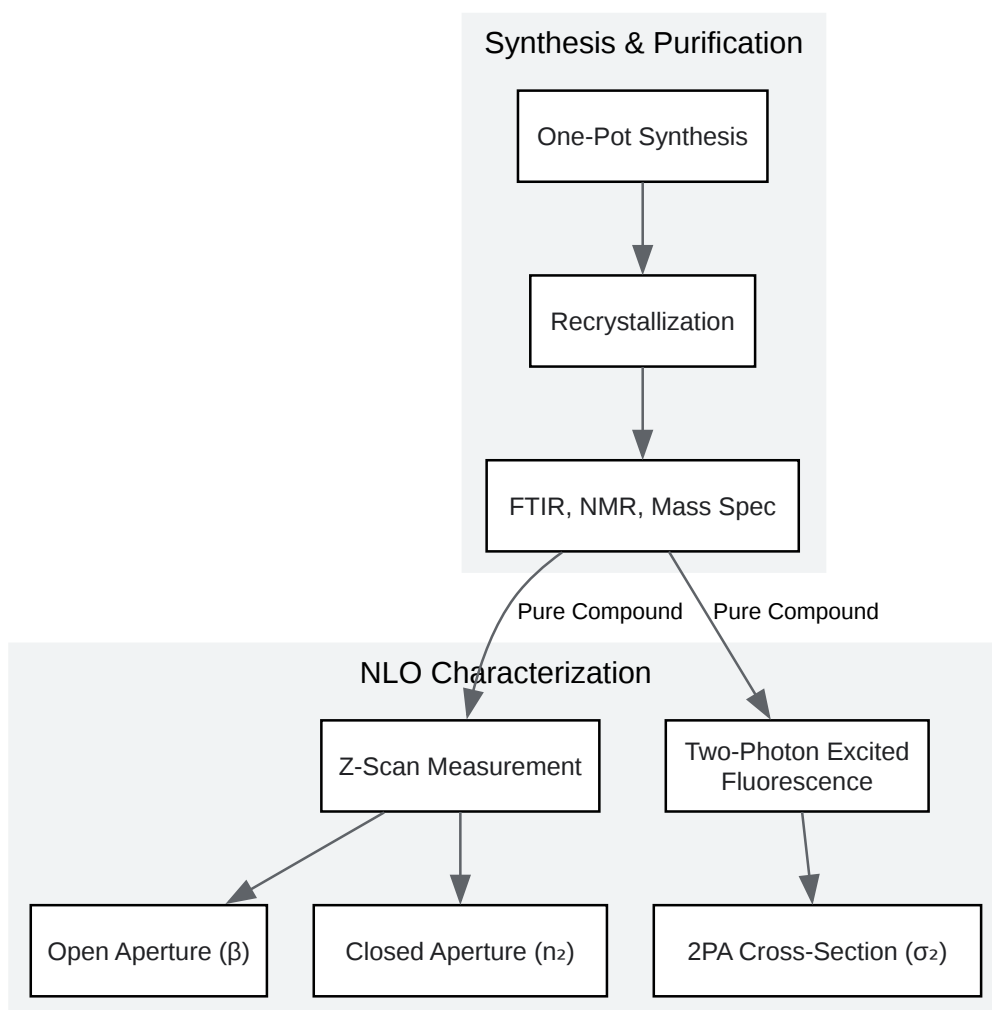 Synthesis & Purification
One-Pot Synthesis
Recrystallization
FTIR, NMR, Mass Spec
Pure Compound
Pure Compound
NLO Characterization
Z-Scan Measurement
Two-Photon Excited
Fluorescence
Open Aperture (β)
Closed Aperture (n₂)
2PA Cross-Section (σ₂)